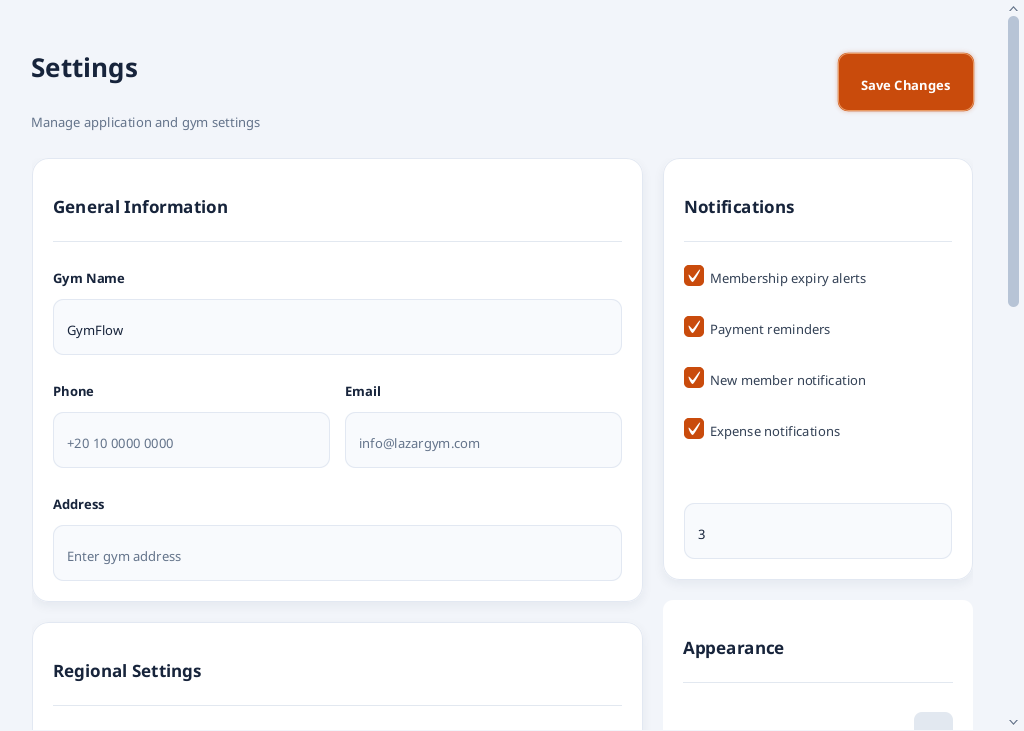 Settings
Save Changes
Manage application and gym settings
General Information
Gym Name
GymFlow
Phone
Email
+20 10 0000 0000
info@lazargym.com
Address
Enter gym address
Regional Settings
Notifications
Membership expiry alerts
Payment reminders
New member notification
Expense notifications
3
Appearance